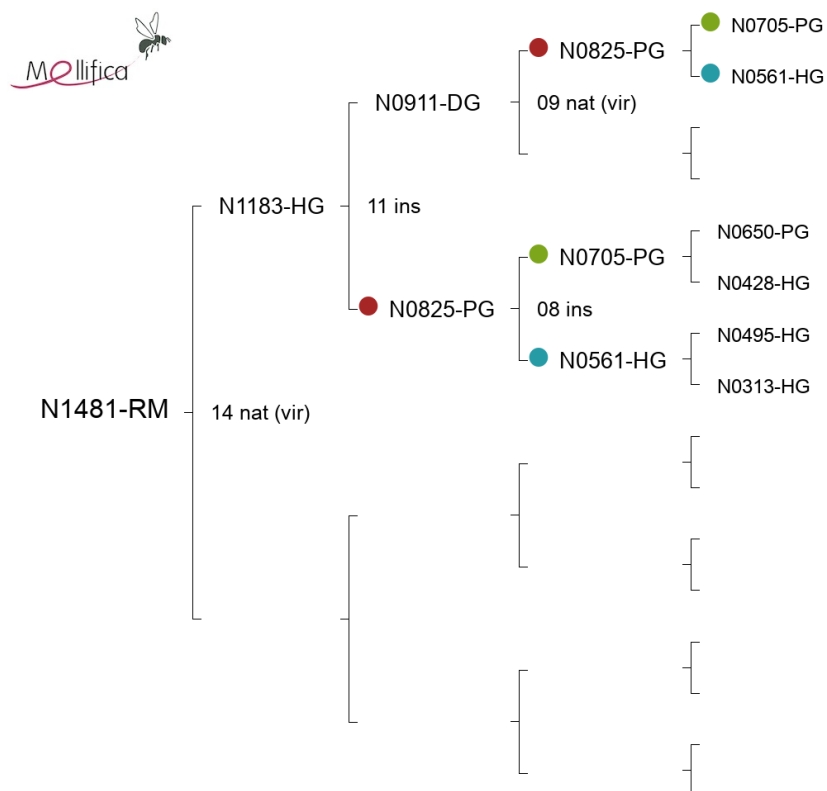 Mellifica
N0705-PG
N0825-PG
N0561-HG
N0911-DG
09 nat (vir)
N1183-HG
11 ins
N0650-PG
N0705-PG
N0428-HG
N0825-PG
08 ins
N0495-HG
N0561-HG
N0313-HG
N1481-RM
14 nat (vir)